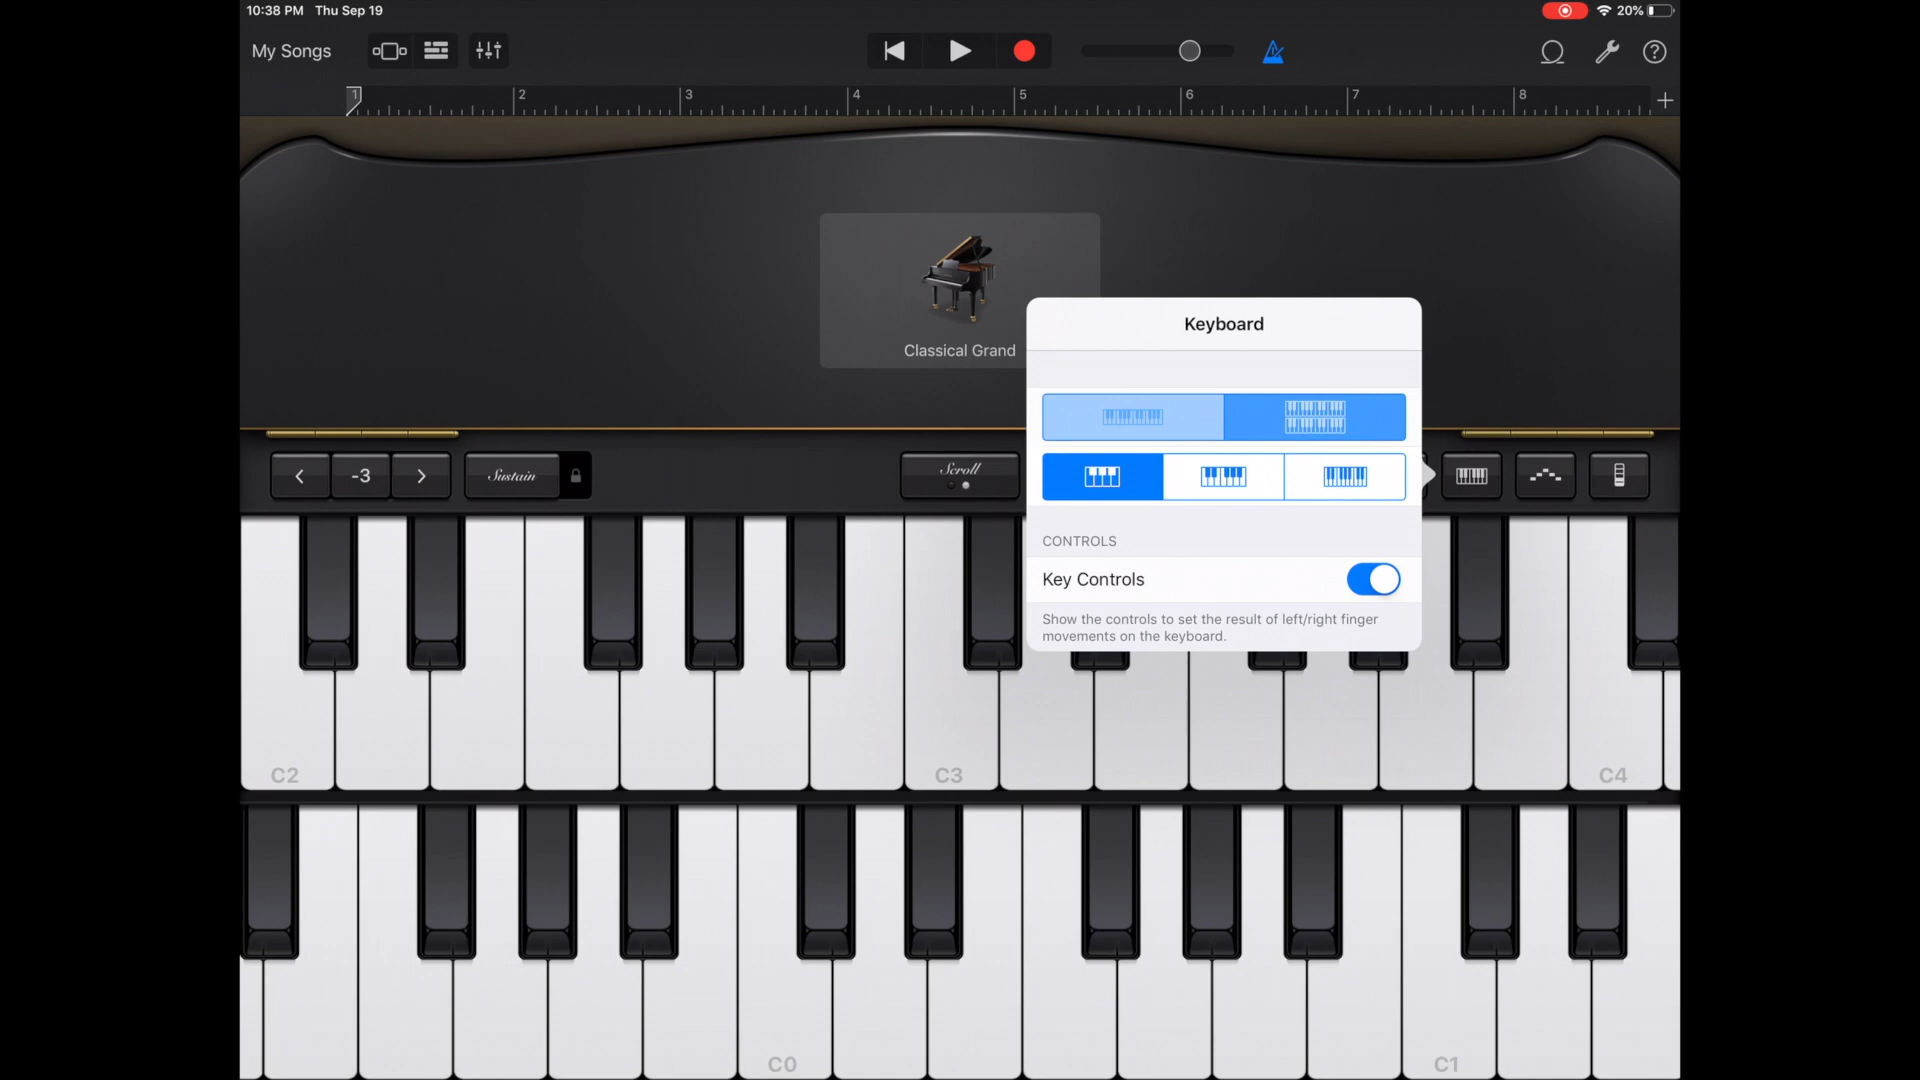 10:38 PM Thu Sep 19
20%
My Songs
1 2 3 4 5 6 7 8
Classical Grand
Keyboard
-3
Sustain
Scroll
CONTROLS
Key Controls
Show the controls to set the result of left/right finger
movements on the keyboard.
C2 C3 C4
C0 C1